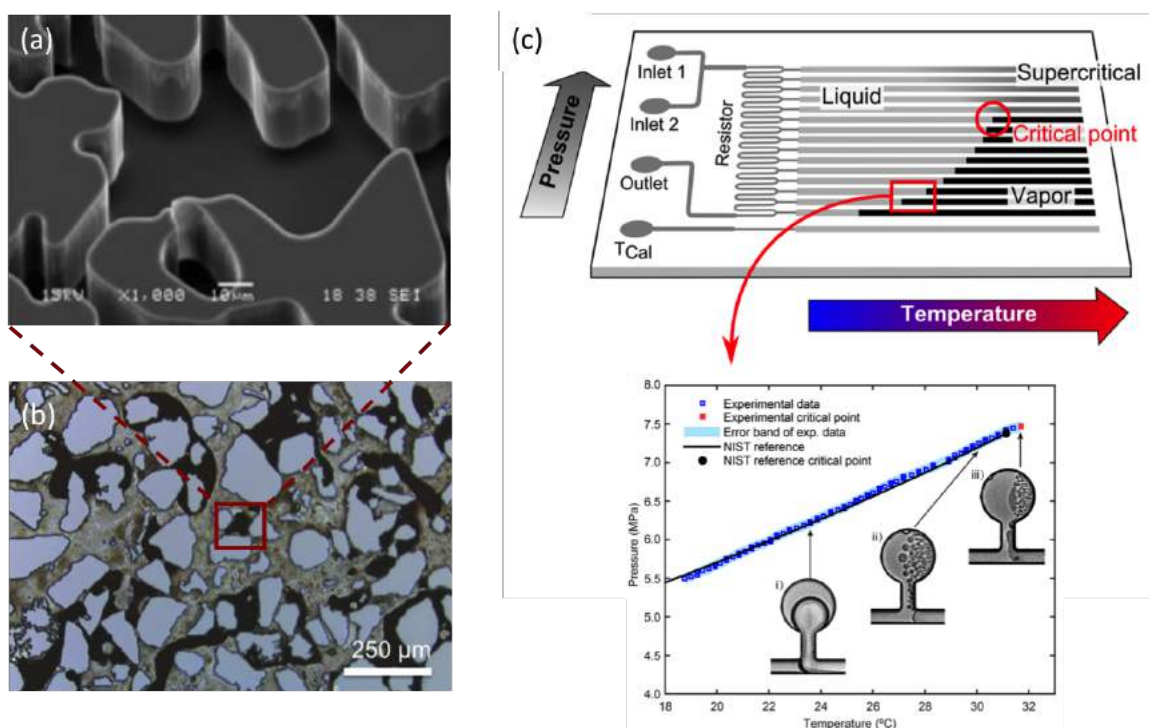 (a)
13KV X1,000 10µm 18 38 SEI
(b)
250 µm
(c)
Pressure
Inlet 1
Inlet 2
Outlet
TCal
Resistor
Liquid
Supercritical
Critical point
Vapor
Temperature
8.0
7.5
7.0
6.5
6.0
5.5
5.0
4.5
4.0
Pressure (MPa)
Experimental data
Experimental critical point
Error band of exp. data
NIST reference
NIST reference critical point
i)
ii)
iii)
18 20 22 24 26 28 30 32
Temperature (ºC)